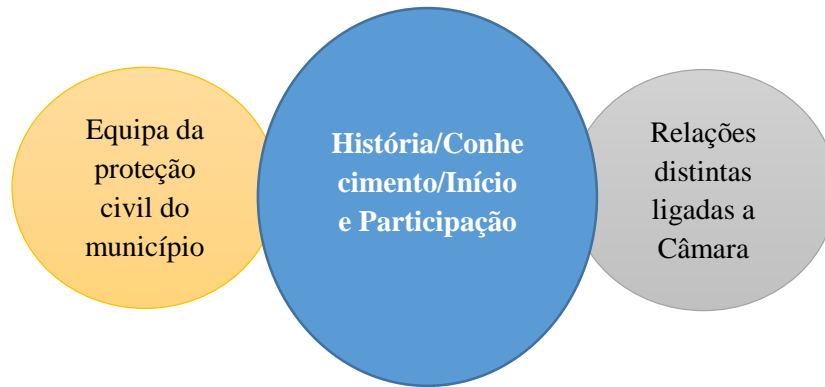 Equipa da
proteção
civil do
município
História/Conhe
cimento/Início
e Participação
Relações
distintas
ligadas a
Câmara